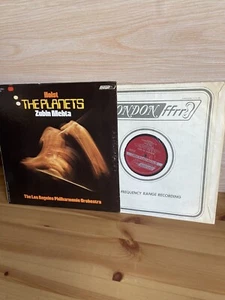 Holst
THE PLANETS
Zubin Mehta
The Los Angeles Philharmonic Orchestra
LONDON ffrr
FREQUENCY RANGE RECORDING